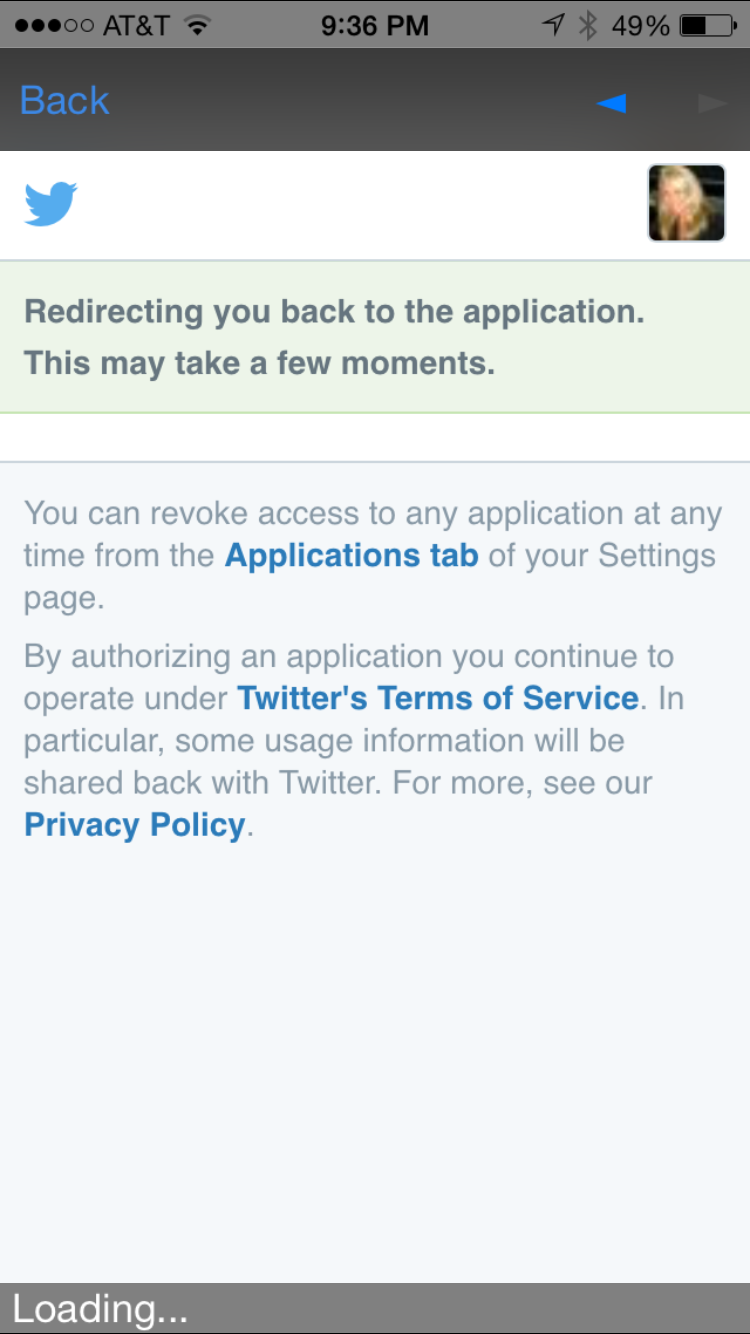 AT&T 9:36 PM 49%
Back
Redirecting you back to the application.
This may take a few moments.
You can revoke access to any application at any
time from the Applications tab of your Settings
page.
By authorizing an application you continue to
operate under Twitter's Terms of Service. In
particular, some usage information will be
shared back with Twitter. For more, see our
Privacy Policy.
Loading...